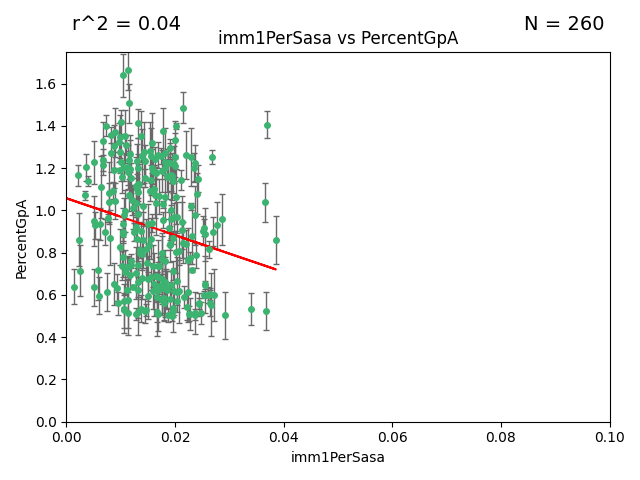 r^2 = 0.04
N = 260
imm1PerSasa vs PercentGpA
PercentGpA
1.6
1.4
1.2
1.0
0.8
0.6
0.4
0.2
0.0
0.00 0.02 0.04 0.06 0.08 0.10
imm1PerSasa